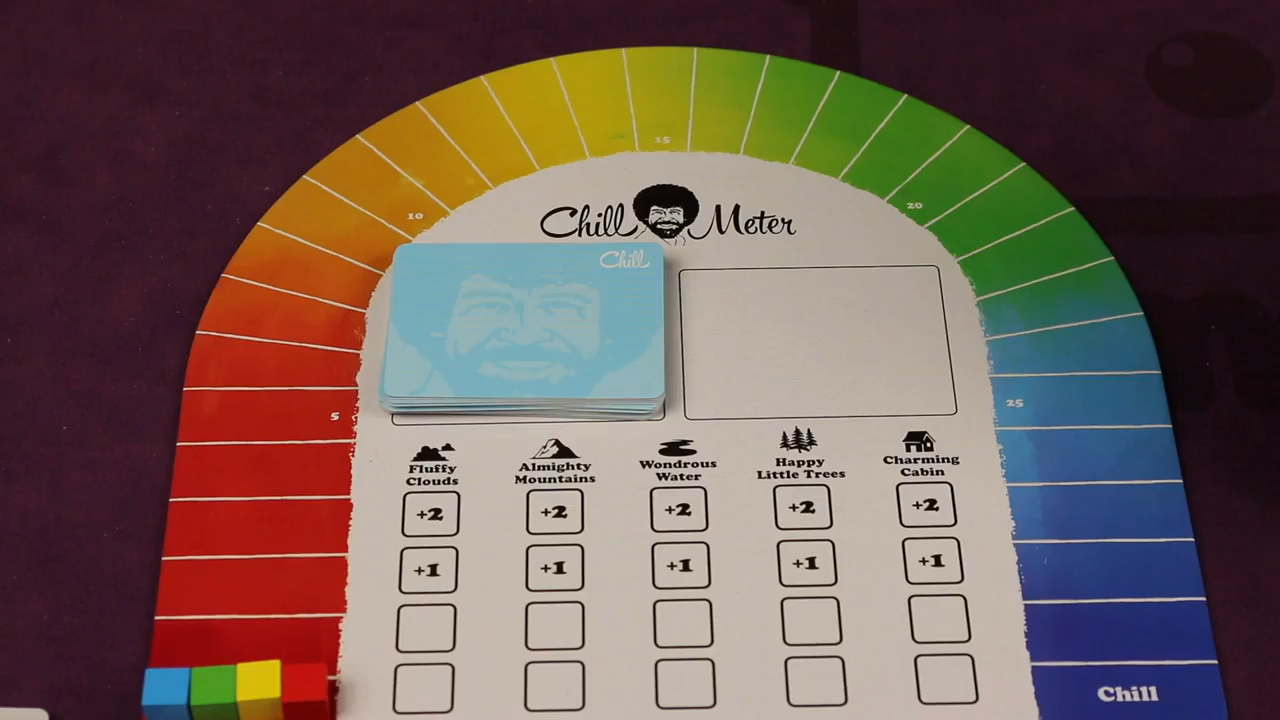 15
10
20
Chill Meter
Chill
5
25
Fluffy Clouds
Almighty Mountains
Wondrous Water
Happy Little Trees
Charming Cabin
+2 +2 +2 +2 +2
+1 +1 +1 +1 +1
Chill